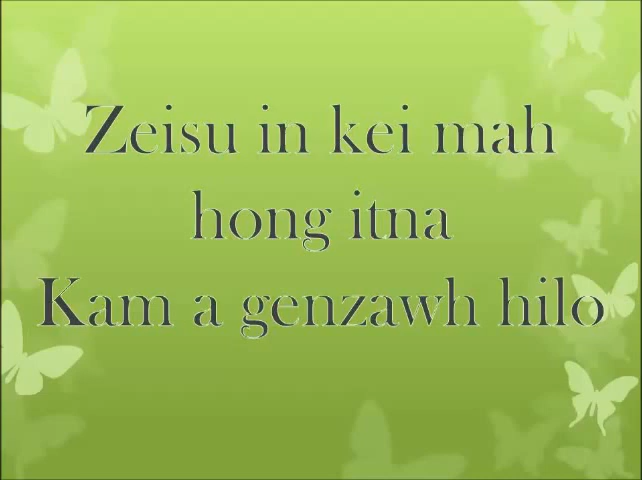 Zeisu in kei mah
hong itna
Kam a genzawh hilo